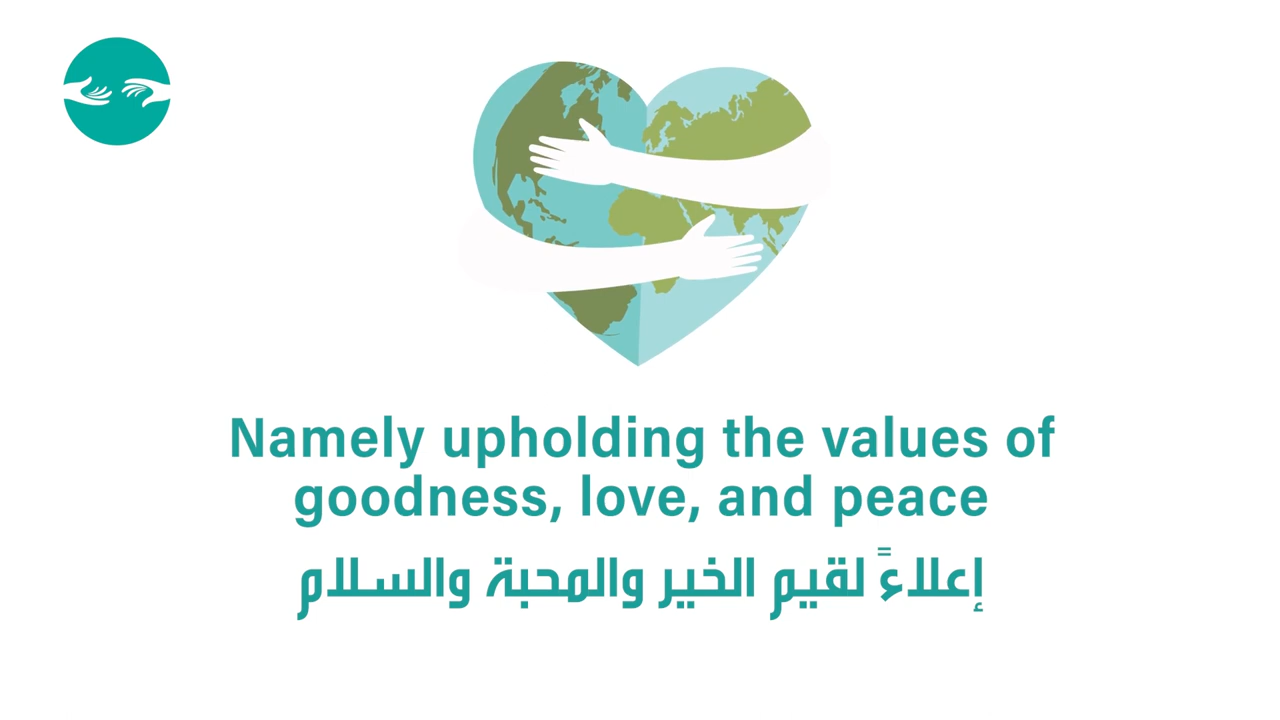 Namely upholding the values of
goodness, love, and peace
إعلاءً لقيم الخير والمحبة والسلام